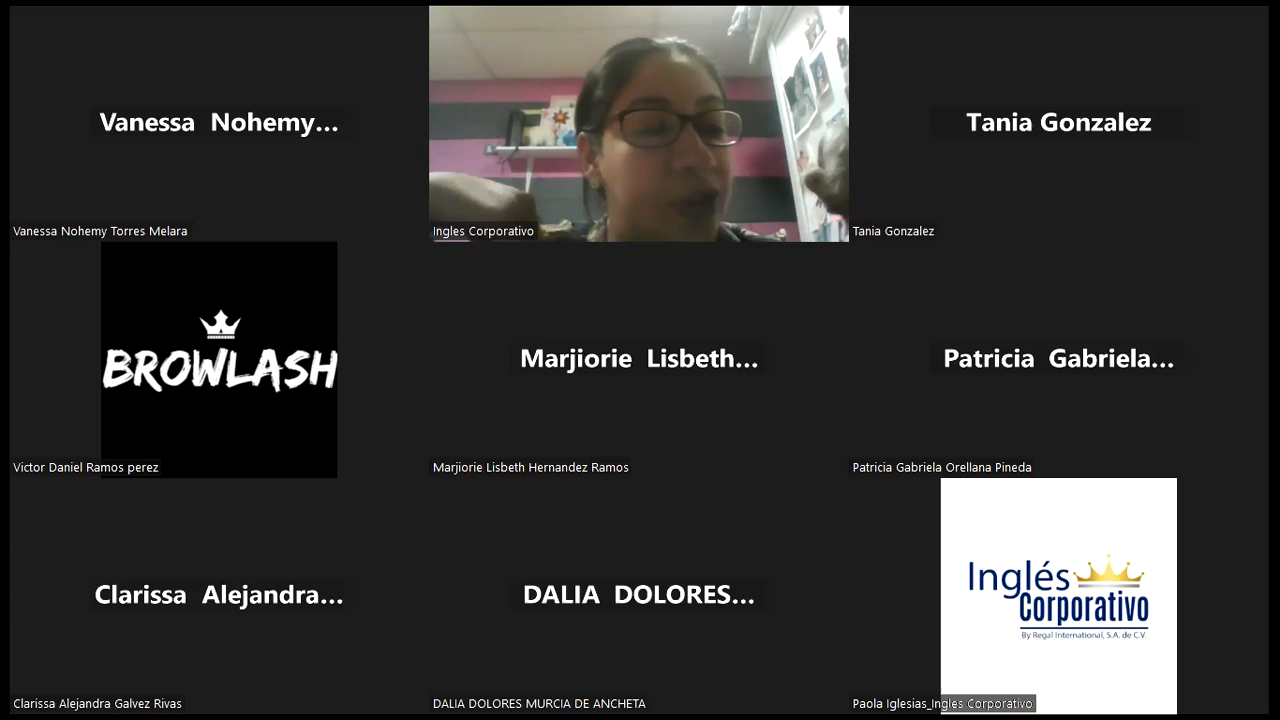 Vanessa Nohemy...
Vanessa Nohemy Torres Melara
Ingles Corporativo
Tania Gonzalez
Tania Gonzalez
BROWLASH
Victor Daniel Ramos perez
Marjiorie Lisbeth...
Marjiorie Lisbeth Hernandez Ramos
Patricia Gabriela...
Patricia Gabriela Orellana Pineda
Clarissa Alejandra...
Clarissa Alejandra Galvez Rivas
DALIA DOLORES...
DALIA DOLORES MURCIA DE ANCHETA
Inglés
Corporativo
By Regal International, S.A. de C.V.
Paola Iglesias_Ingles Corporativo